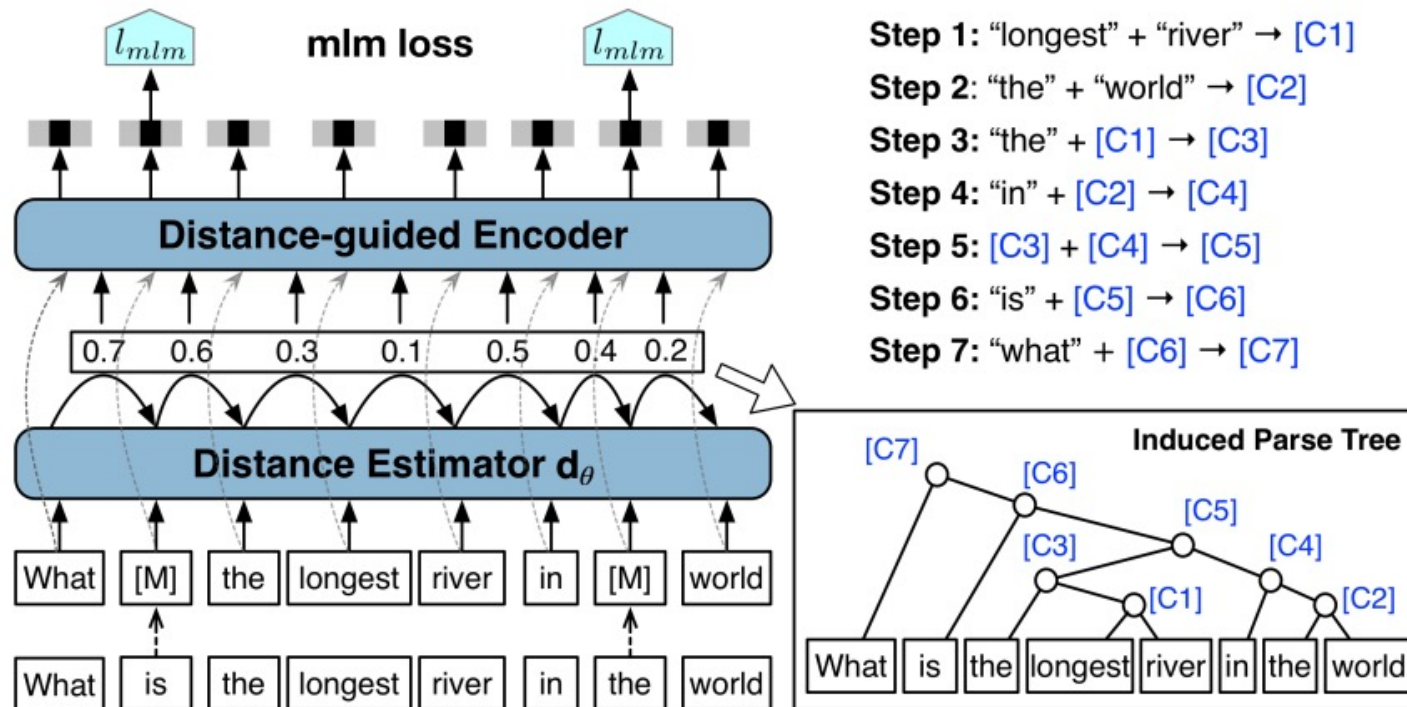 l_{mlm} mlm loss l_{mlm}
Distance-guided Encoder
0.7 0.6 0.3 0.1 0.5 0.4 0.2
Distance Estimator d_θ
What [M] the longest river in [M] world
What is the longest river in the world
Step 1: “longest” + “river” → [C1]
Step 2: “the” + “world” → [C2]
Step 3: “the” + [C1] → [C3]
Step 4: “in” + [C2] → [C4]
Step 5: [C3] + [C4] → [C5]
Step 6: “is” + [C5] → [C6]
Step 7: “what” + [C6] → [C7]
Induced Parse Tree
[C7] [C6]
[C5]
[C3] [C4]
[C1] [C2]
What is the longest river in the world